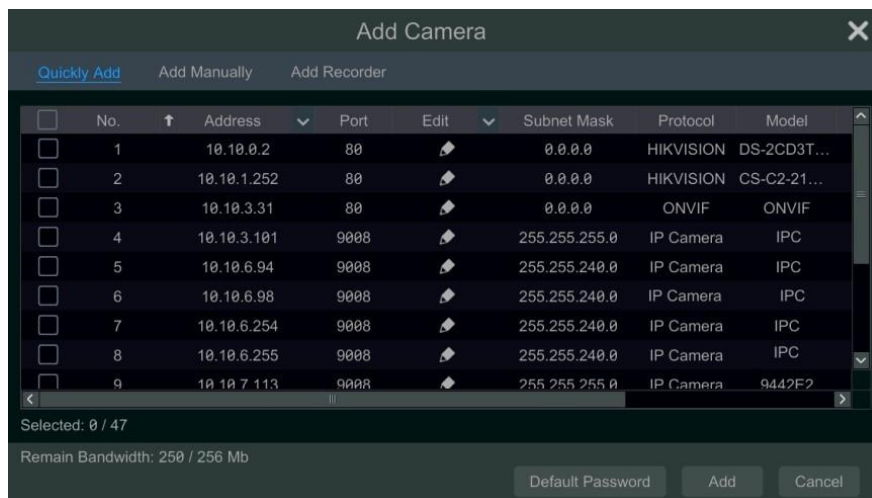 Add Camera
Quickly Add Add Manually Add Recorder
No. Address Port Edit Subnet Mask Protocol Model
1 10.10.0.2 80 0.0.0.0 HIKVISION DS-2CD3T...
2 10.10.1.252 80 0.0.0.0 HIKVISION CS-C2-21...
3 10.10.3.31 80 0.0.0.0 ONVIF ONVIF
4 10.10.3.101 9008 255.255.255.0 IP Camera IPC
5 10.10.6.94 9008 255.255.240.0 IP Camera IPC
6 10.10.6.98 9008 255.255.240.0 IP Camera IPC
7 10.10.6.254 9008 255.255.240.0 IP Camera IPC
8 10.10.6.255 9008 255.255.240.0 IP Camera IPC
9 10.10.7.113 9008 255.255.255.0 IP Camera 9442E2
Selected: 0 / 47
Remain Bandwidth: 250 / 256 Mb
Default Password Add Cancel